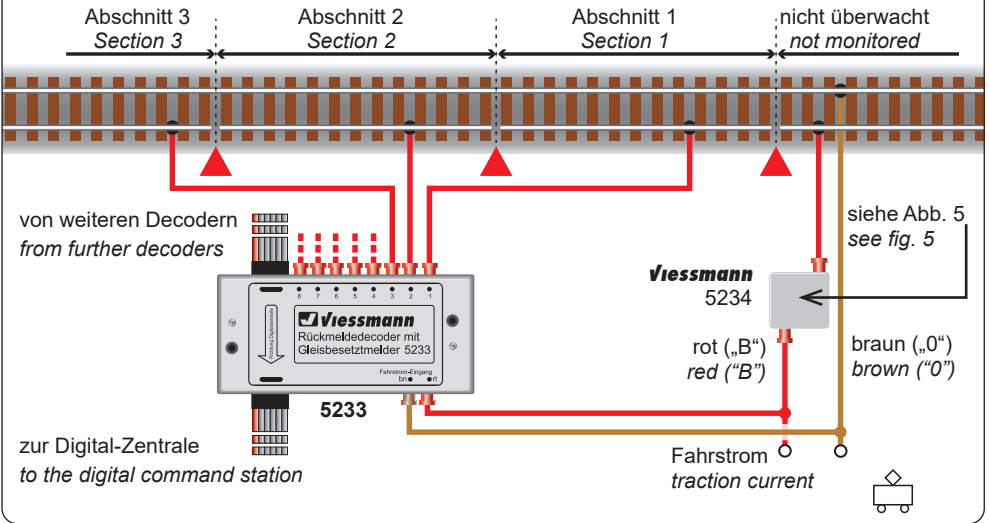 Abschnitt 3
Section 3
Abschnitt 2
Section 2
Abschnitt 1
Section 1
nicht überwacht
not monitored
von weiteren Decodern
from further decoders
siehe Abb. 5
see fig. 5
Viessmann
5234
8 7 6 5 4 3 2 1
Richtung Digitalzentrale
Viessmann
Rückmeldedecoder mit
Gleisbesetztmelder 5233
Fahrstrom-Eingang
bn rt
5233
rot („B“)
red (“B”)
braun („0“)
brown (“0”)
zur Digital-Zentrale
to the digital command station
Fahrstrom
traction current